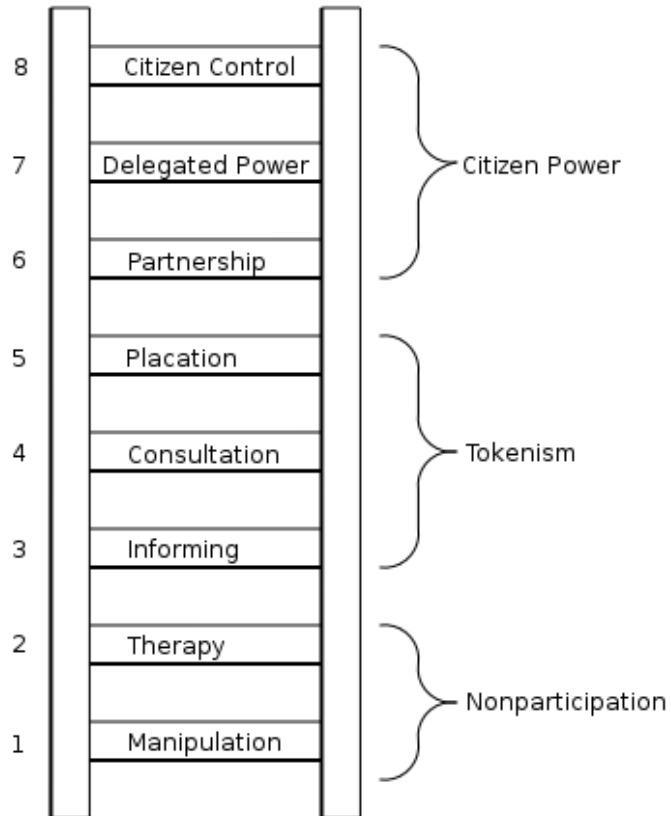 8 Citizen Control
7 Delegated Power
Citizen Power
6 Partnership
5 Placation
4 Consultation
Tokenism
3 Informing
2 Therapy
Nonparticipation
1 Manipulation